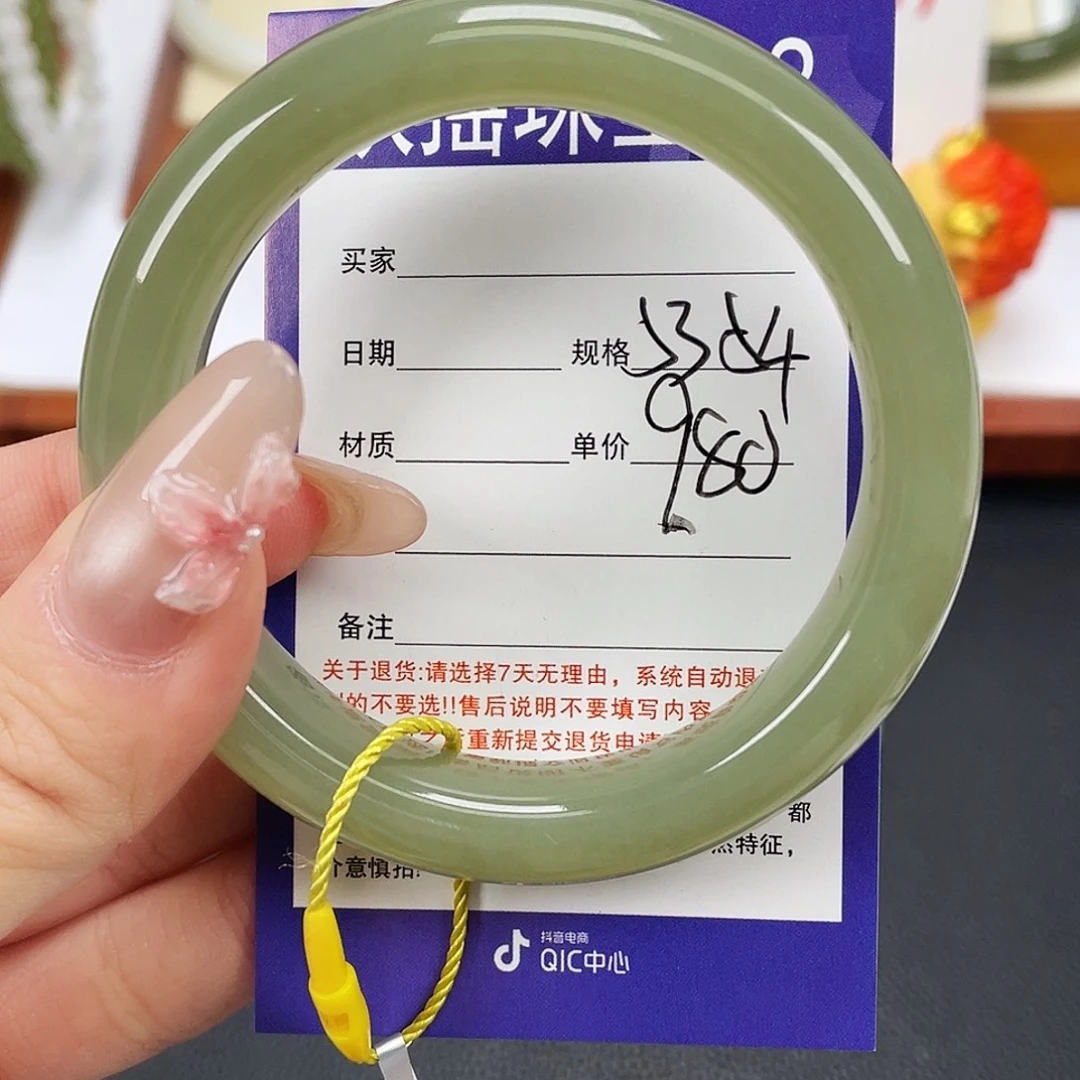 摇珠
买家
日期 规格
材质 单价 980
备注
关于退货:请选择7天无理由，系统自动退
的不要选!!售后说明不要填写内容
重新提交退货申请
都
特征，
介意慎拍!
抖音电商
QIC中心